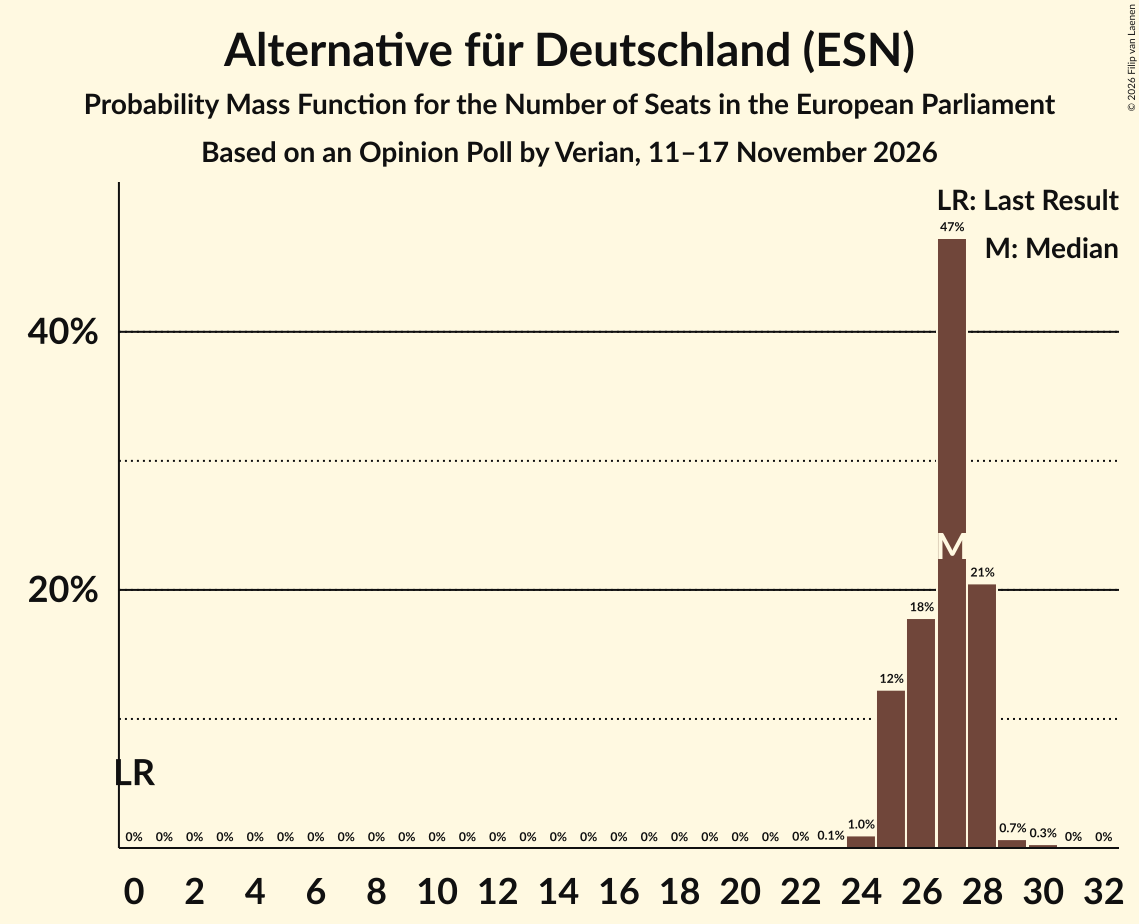 Alternative für Deutschland (ESN)
Probability Mass Function for the Number of Seats in the European Parliament
Based on an Opinion Poll by Verian, 11–17 November 2026
© 2026 Filip van Laenen
LR: Last Result
M: Median
47%
40%
M
21%
20%
18%
12%
LR
0% 0% 0% 0% 0% 0% 0% 0% 0% 0% 0% 0% 0% 0% 0% 0% 0% 0% 0% 0% 0% 0% 0% 0.1% 1.0% 0.7% 0.3% 0% 0%
0 2 4 6 8 10 12 14 16 18 20 22 24 26 28 30 32